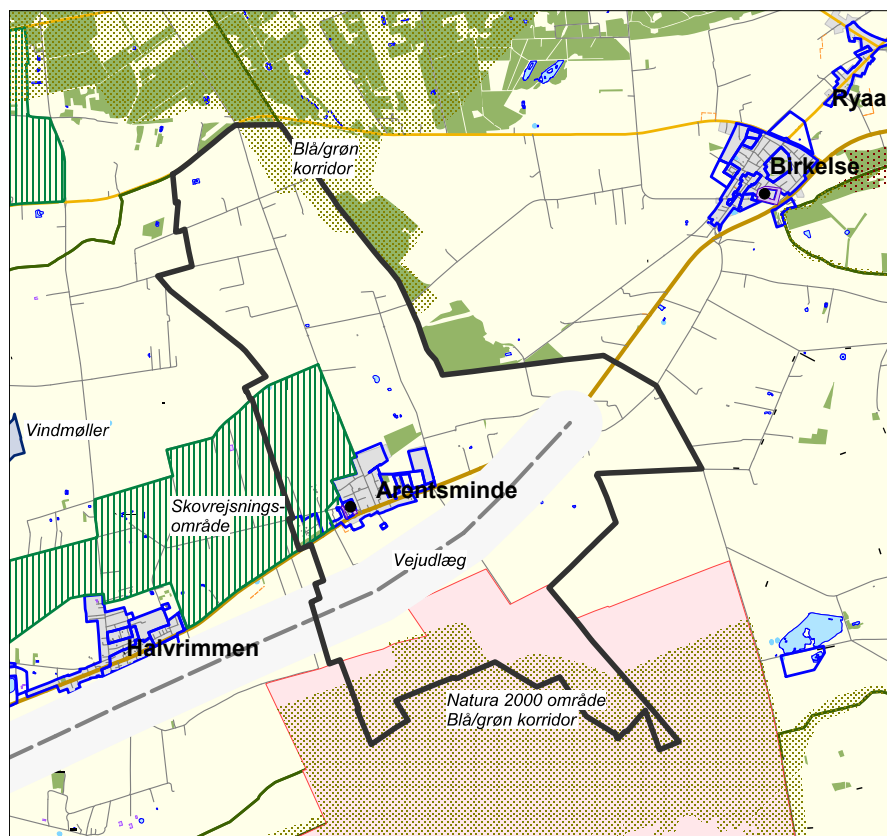 Ryaa
Blå/grøn
korridor
Birkelse
Vindmøller
Arentsminde
Skovrejsnings-
område
Vejudlæg
Halvrimmen
Natura 2000 område
Blå/grøn korridor